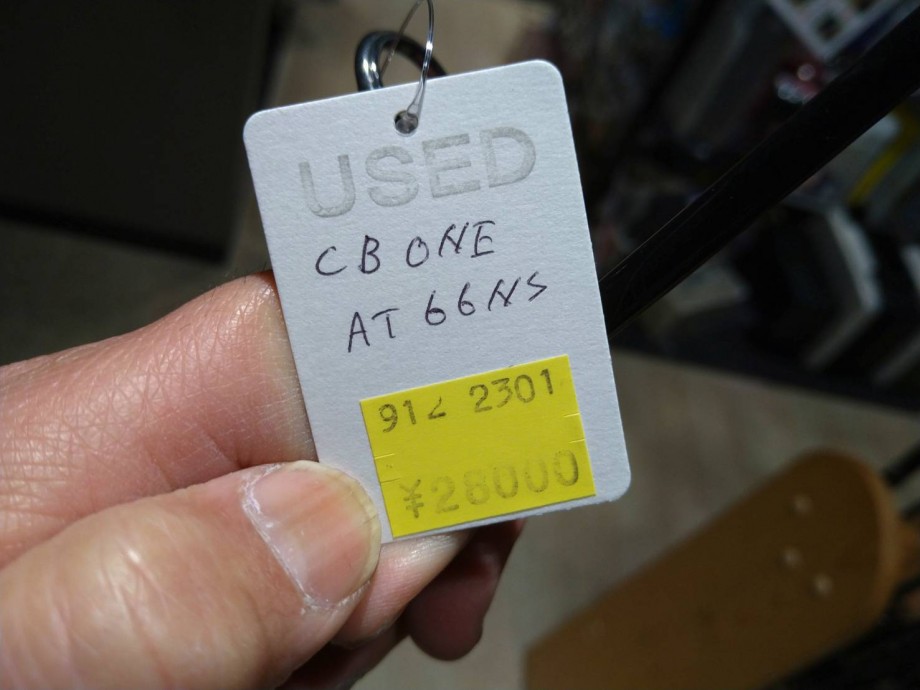 USED
CB ONE
AT 66NS
912 2301
¥28000